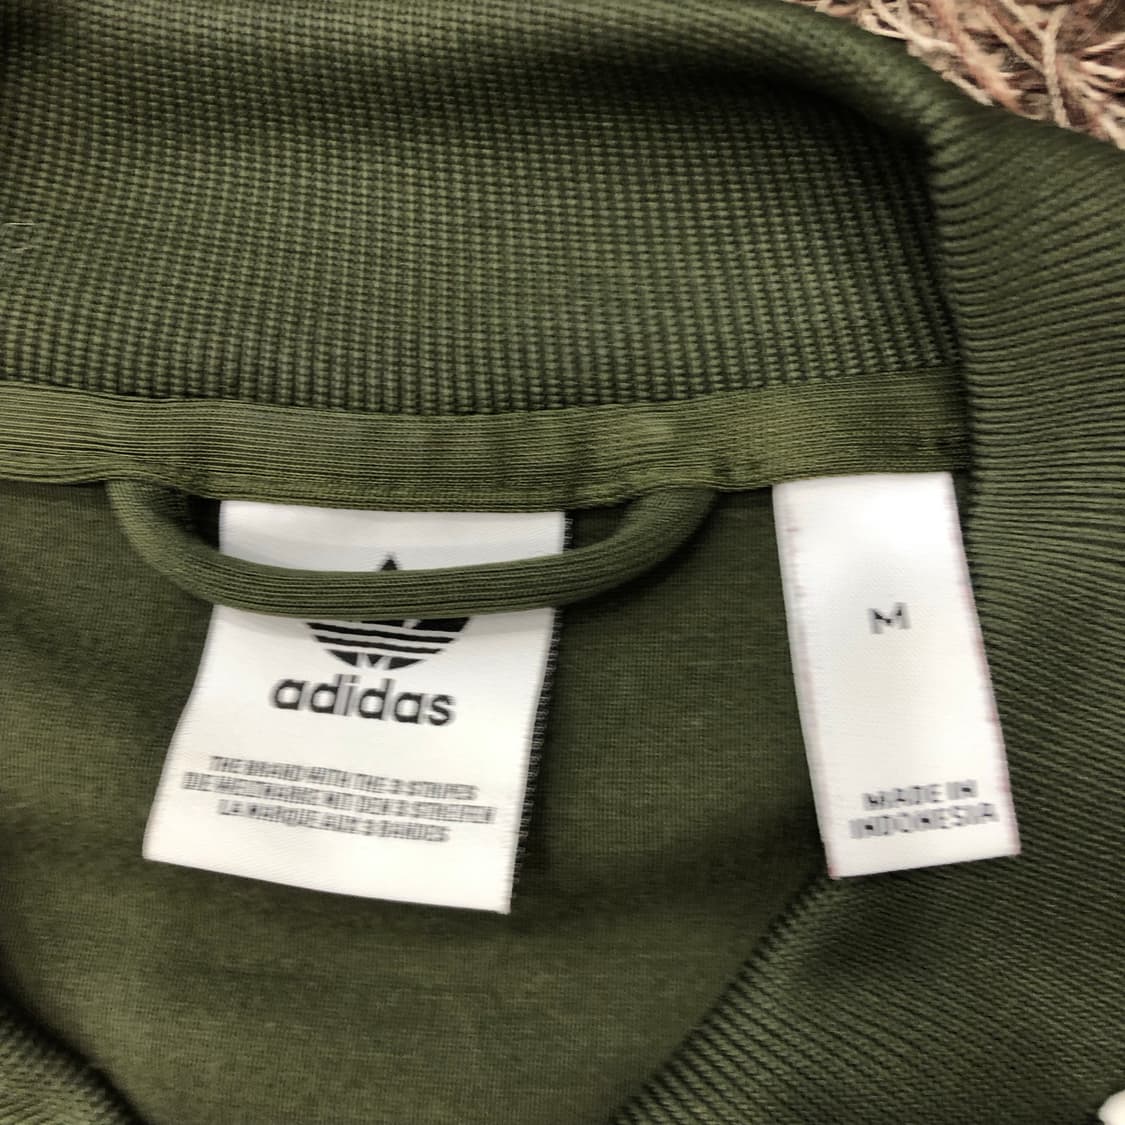 adidas
THE BRAND WITH THE 3 STRIPES
DIE WELTMARKE MIT DEN 3 STREIFEN
LA MARQUE AUX 3 BANDES
M
MADE IN
INDONESIA